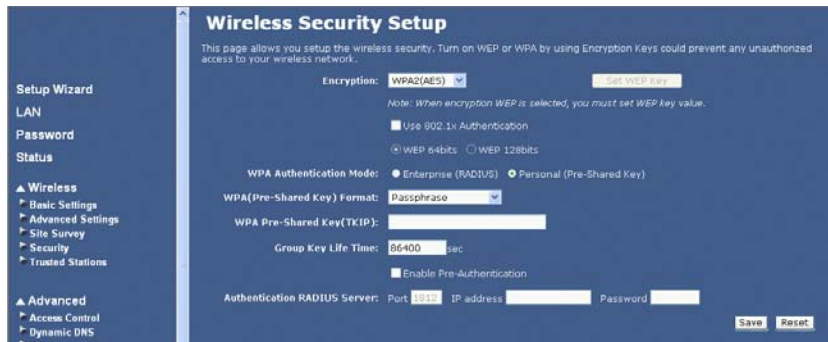 Wireless Security Setup
This page allows you setup the wireless security. Turn on WEP or WPA by using Encryption Keys could prevent any unauthorized
access to your wireless network.
Encryption: WPA2(AES) Set WEP Key
Note: When encryption WEP is selected, you must set WEP key value.
Use 802.1x Authentication
WEP 64bits WEP 128bits
WPA Authentication Mode: Enterprise (RADIUS) Personal (Pre-Shared Key)
WPA(Pre-Shared Key) Format: Passphrase
WPA Pre-Shared Key(TKIP):
Group Key Life Time: 86400 sec
Enable Pre-Authentication
Authentication RADIUS Server: Port 1812 IP address Password
Save Reset
Setup Wizard
LAN
Password
Status
Wireless
Basic Settings
Advanced Settings
Site Survey
Security
Trusted Stations
Advanced
Access Control
Dynamic DNS